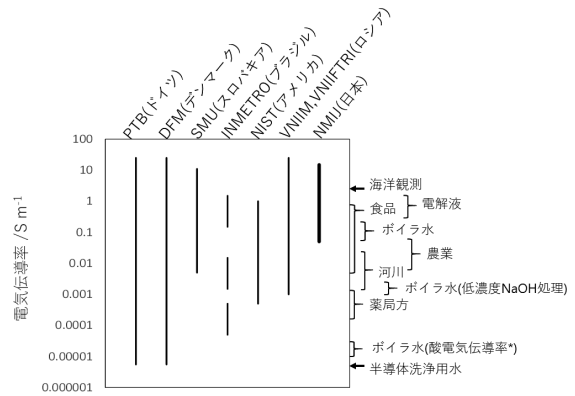 PTB(ドイツ)
DFM(デンマーク)
SMU(スロバキア)
INMETRO(ブラジル)
NIST(アメリカ)
VNIIM,VNIIFTRI(ロシア)
NMIJ(日本)
電気伝導率 /S m⁻¹
100
10
1
0.1
0.01
0.001
0.0001
0.00001
0.000001
海洋観測
食品
電解液
ボイラ水
農業
河川
ボイラ水(低濃度NaOH処理)
薬局方
ボイラ水(酸電気伝導率*)
半導体洗浄用水